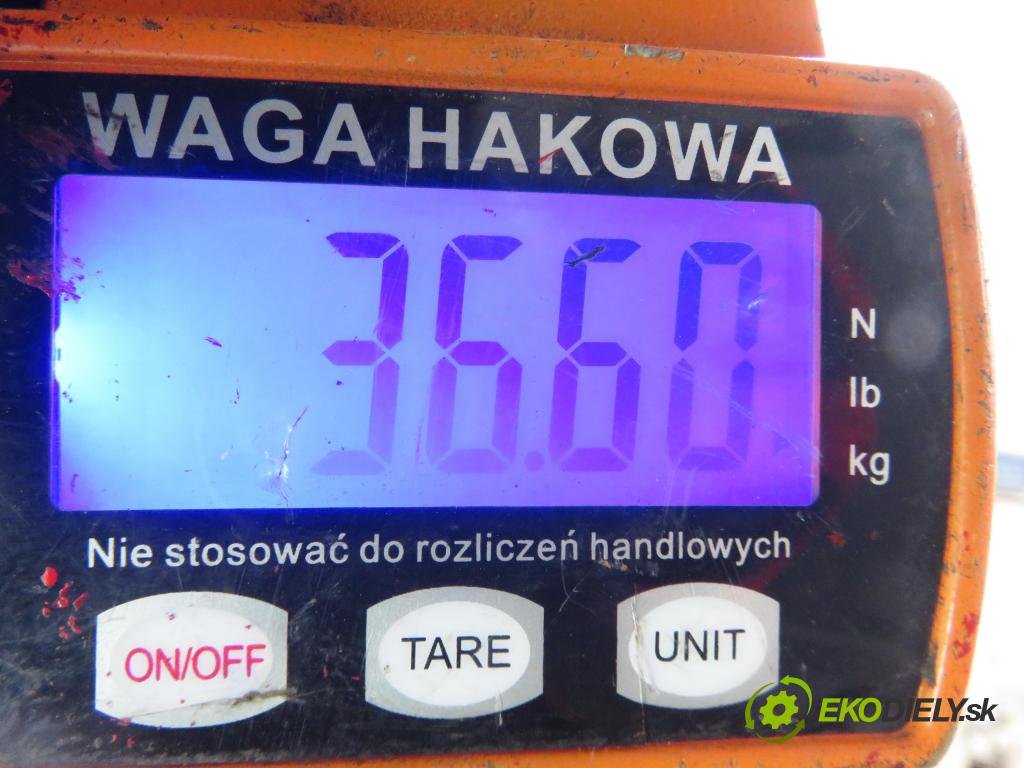 WAGA HAKOWA
36.60
N
lb
kg
Nie stosować do rozliczeń handlowych
ON/OFF TARE UNIT
EKODIELY.sk